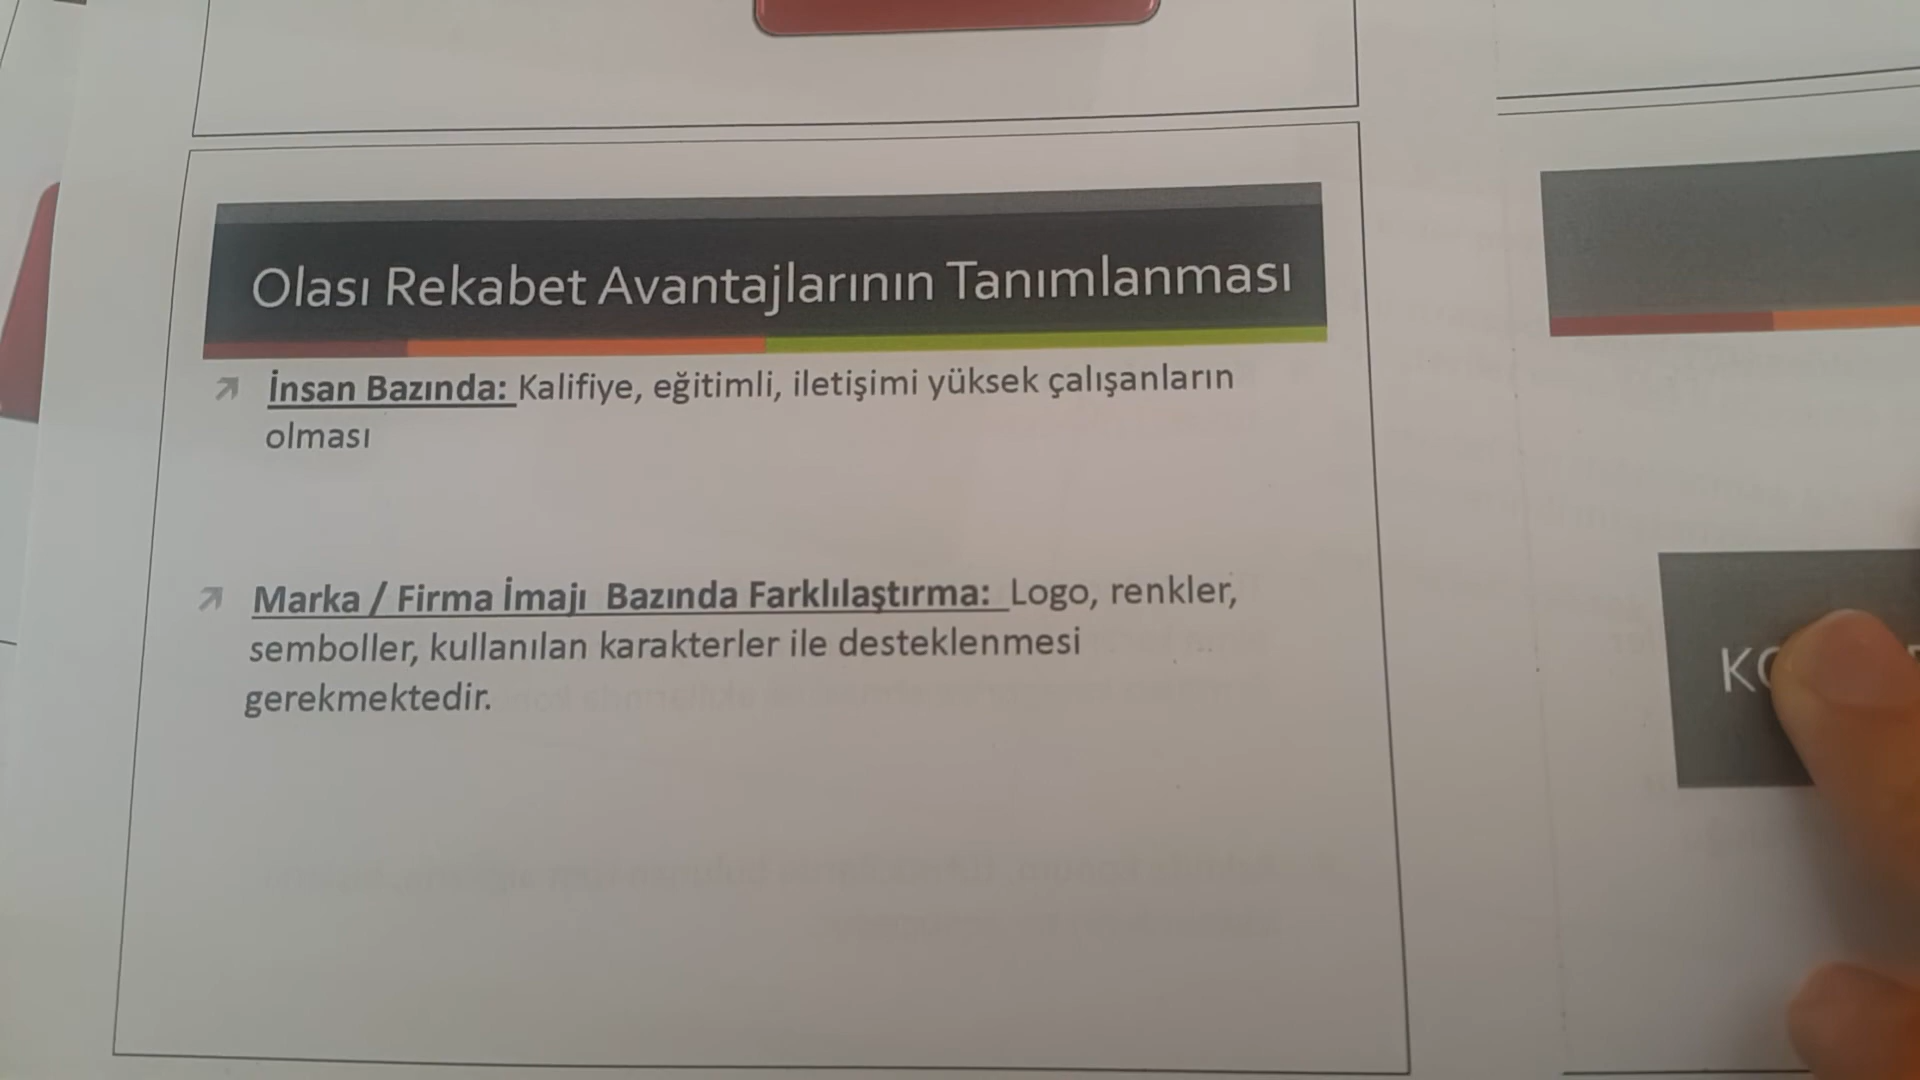 Olası Rekabet Avantajlarının Tanımlanması
İnsan Bazında: Kalifiye, eğitimli, iletişimi yüksek çalışanların
olması
Marka / Firma İmajı Bazında Farklılaştırma: Logo, renkler,
semboller, kullanılan karakterler ile desteklenmesi
gerekmektedir.